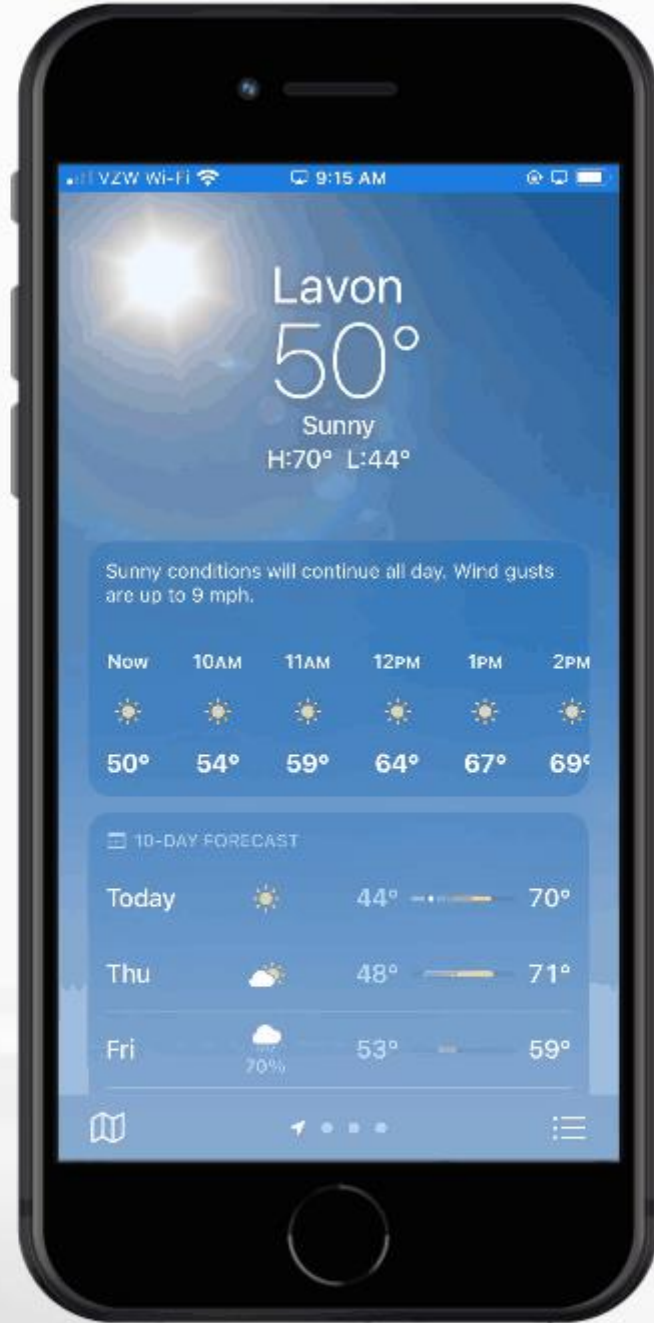 VZW Wi-Fi 9:15 AM
Lavon
50°
Sunny
H:70° L:44°
Sunny conditions will continue all day. Wind gusts
are up to 9 mph.
Now 10AM 11AM 12PM 1PM 2PM
50° 54° 59° 64° 67° 69°
10-DAY FORECAST
Today 44° 70°
Thu 48° 71°
Fri 70% 53° 59°